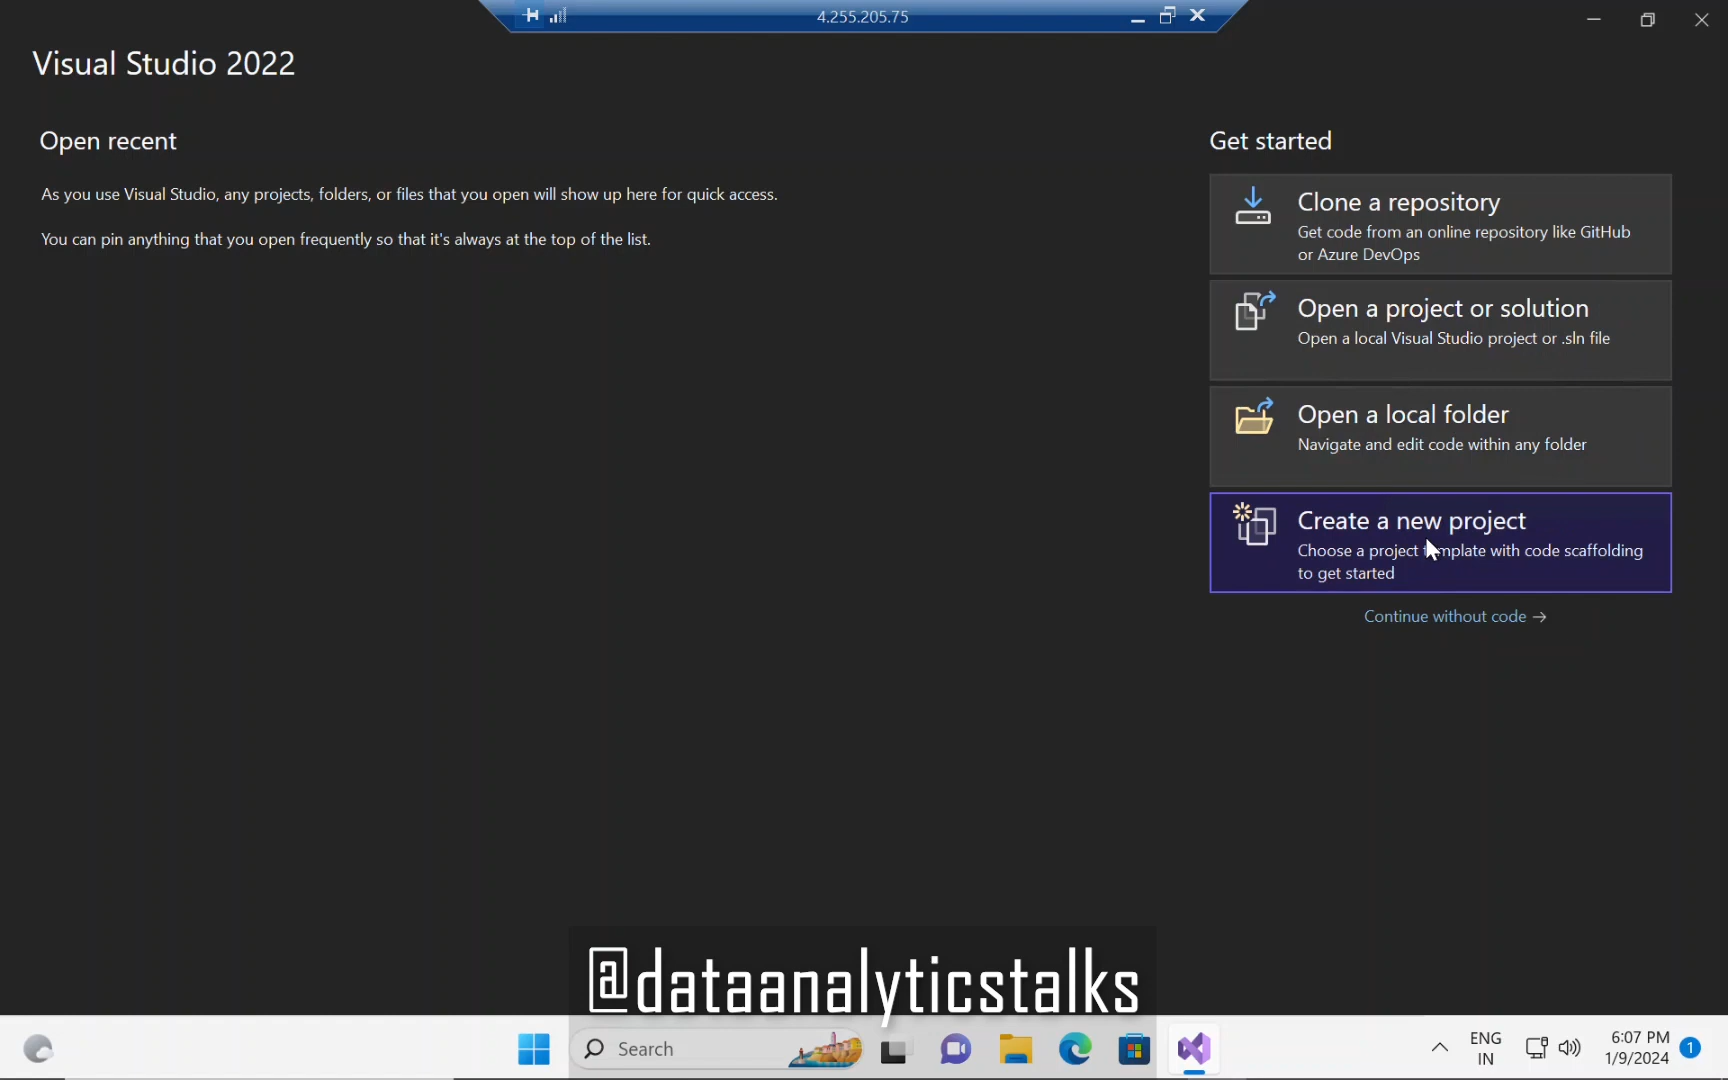 4.255.205.75
Visual Studio 2022
Open recent
As you use Visual Studio, any projects, folders, or files that you open will show up here for quick access.
You can pin anything that you open frequently so that it's always at the top of the list.
Get started
Clone a repository
Get code from an online repository like GitHub
or Azure DevOps
Open a project or solution
Open a local Visual Studio project or .sln file
Open a local folder
Navigate and edit code within any folder
Create a new project
Choose a project template with code scaffolding
to get started
Continue without code →
@dataanalyticstalks
Search
ENG
IN
6:07 PM
1/9/2024
1